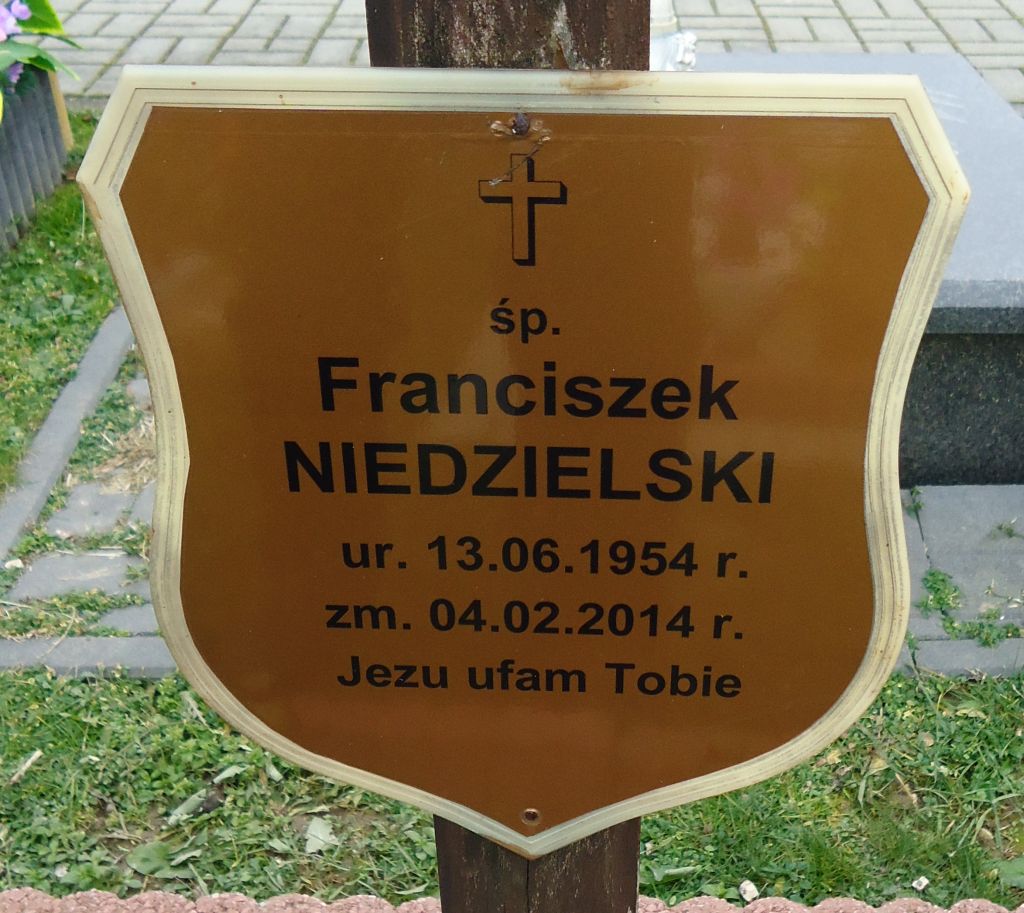 śp.
Franciszek
NIEDZIELSKI
ur. 13.06.1954 r.
zm. 04.02.2014 r.
Jezu ufam Tobie